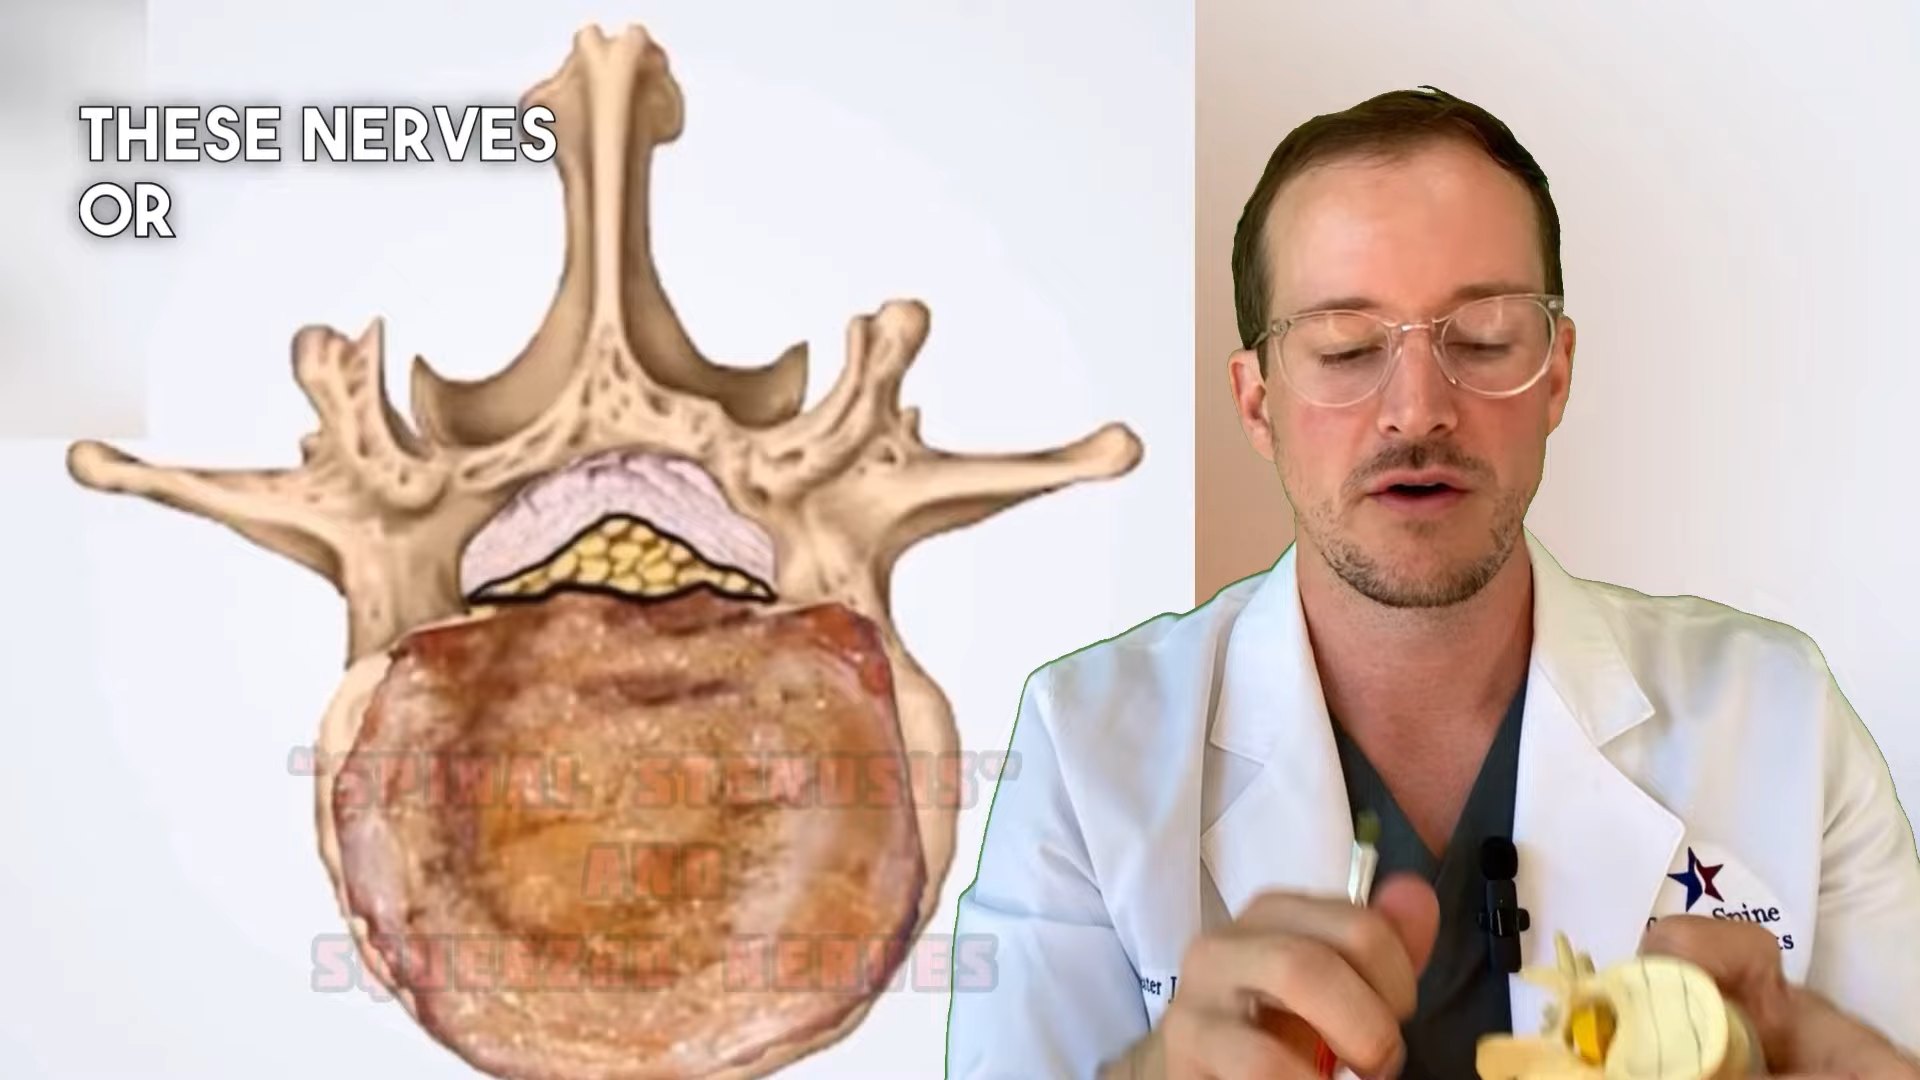 THESE NERVES
OR
"SPINAL STENOSIS"
AND
SQUEEZED NERVES
Spine